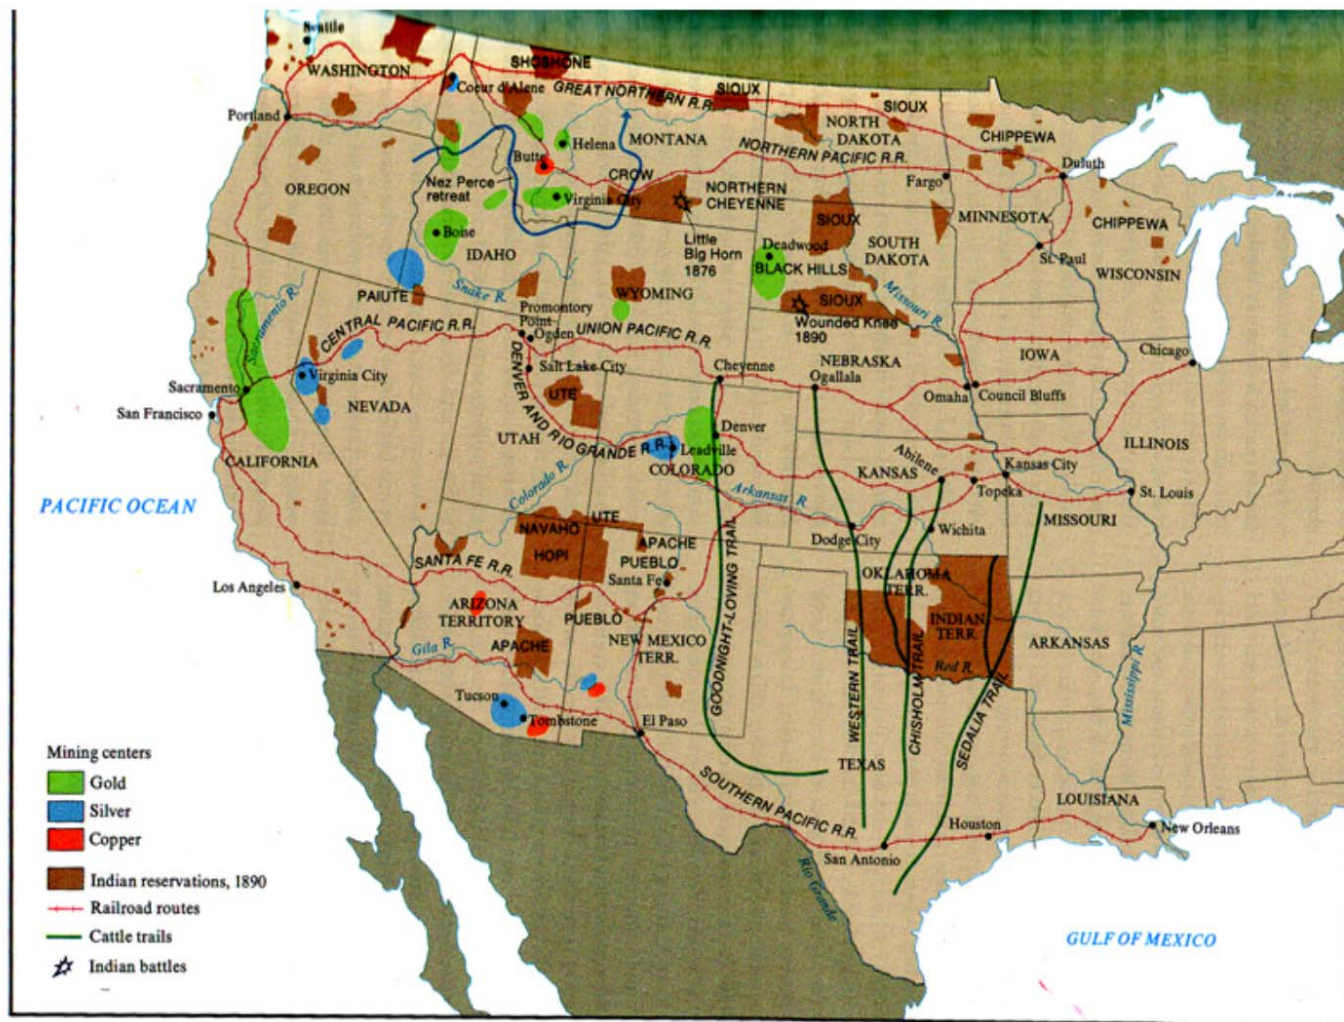 Seattle
WASHINGTON
SHOSHONE
Coeur d'Alene
GREAT NORTHERN R.R.
SIOUX
SIOUX
Portland
NORTH
DAKOTA
CHIPPEWA
Helena
MONTANA
NORTHERN PACIFIC R.R.
Duluth
Butte
CROW
Fargo
OREGON
Nez Perce
retreat
Virginia City
NORTHERN
CHEYENNE
SIOUX
MINNESOTA
CHIPPEWA
Boise
IDAHO
Little
Big Horn
1876
Deadwood
BLACK HILLS
SOUTH
DAKOTA
St. Paul
WISCONSIN
PAIUTE
Snake R.
WYOMING
SIOUX
Missouri R.
Sacramento R.
CENTRAL PACIFIC R.R.
Promontory
Point
Ogden
UNION PACIFIC R.R.
Wounded Knee
1890
Salt Lake City
Cheyenne
NEBRASKA
IOWA
Chicago
Sacramento
Virginia City
Ogallala
Omaha
Council Bluffs
San Francisco
NEVADA
UTE
DENVER AND RIO GRANDE R.R.
UTAH
Denver
Leadville
COLORADO
ILLINOIS
CALIFORNIA
KANSAS
Abilene
Kansas City
Topeka
St. Louis
PACIFIC OCEAN
Colorado R.
Arkansas R.
Dodge City
Wichita
MISSOURI
NAVAHO
UTE
HOPI
APACHE
PUEBLO
SANTA FE R.R.
Santa Fe
OKLAHOMA
TERR.
Los Angeles
ARIZONA
TERRITORY
PUEBLO
NEW MEXICO
TERR.
INDIAN
TERR.
ARKANSAS
Gila R.
APACHE
GOODNIGHT-LOVING TRAIL
WESTERN TRAIL
CHISHOLM TRAIL
Red R.
SEDALIA TRAIL
Mississippi R.
Tucson
Tombstone
El Paso
TEXAS
SOUTHERN PACIFIC R.R.
LOUISIANA
Houston
New Orleans
San Antonio
Rio Grande
GULF OF MEXICO
Mining centers
Gold
Silver
Copper
Indian reservations, 1890
Railroad routes
Cattle trails
Indian battles